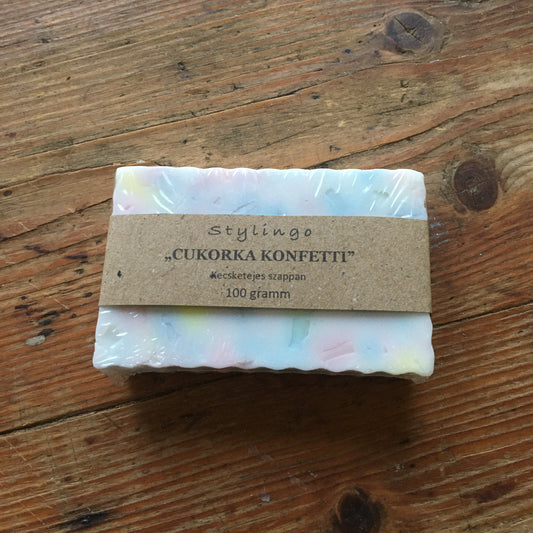 Stylingo
„CUKORKA KONFETTI”
Kecsketejes szappan
100 gramm